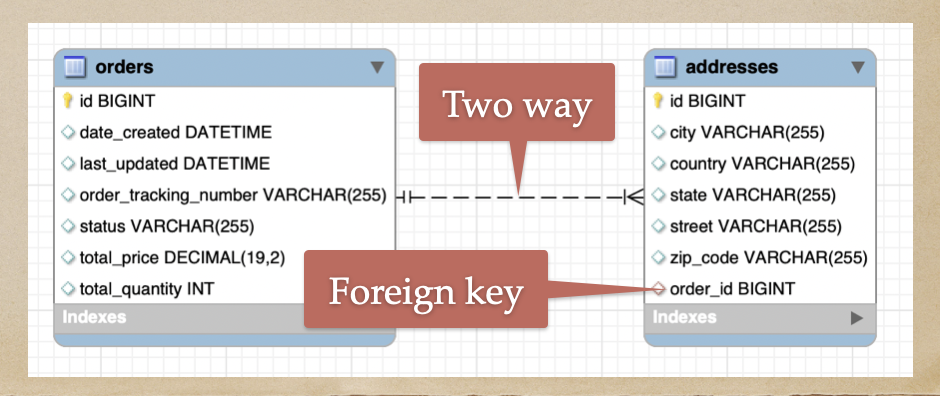 orders
id BIGINT
date_created DATETIME
last_updated DATETIME
order_tracking_number VARCHAR(255)
status VARCHAR(255)
total_price DECIMAL(19,2)
total_quantity INT
Indexes
Two way
Foreign key
addresses
id BIGINT
city VARCHAR(255)
country VARCHAR(255)
state VARCHAR(255)
street VARCHAR(255)
zip_code VARCHAR(255)
order_id BIGINT
Indexes